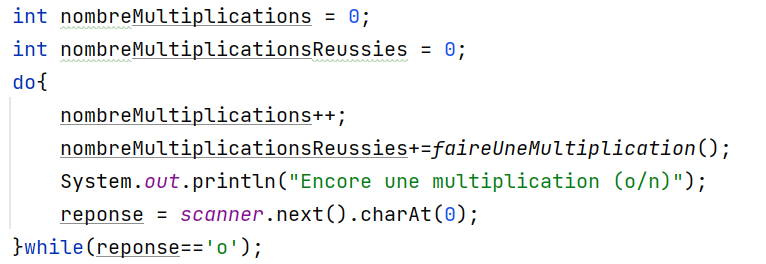 int nombreMultiplications = 0;
int nombreMultiplicationsReussies = 0;
do{
    nombreMultiplications++;
    nombreMultiplicationsReussies+=faireUneMultiplication();
    System.out.println("Encore une multiplication (o/n)");
    reponse = scanner.next().charAt(0);
}while(reponse=='o');